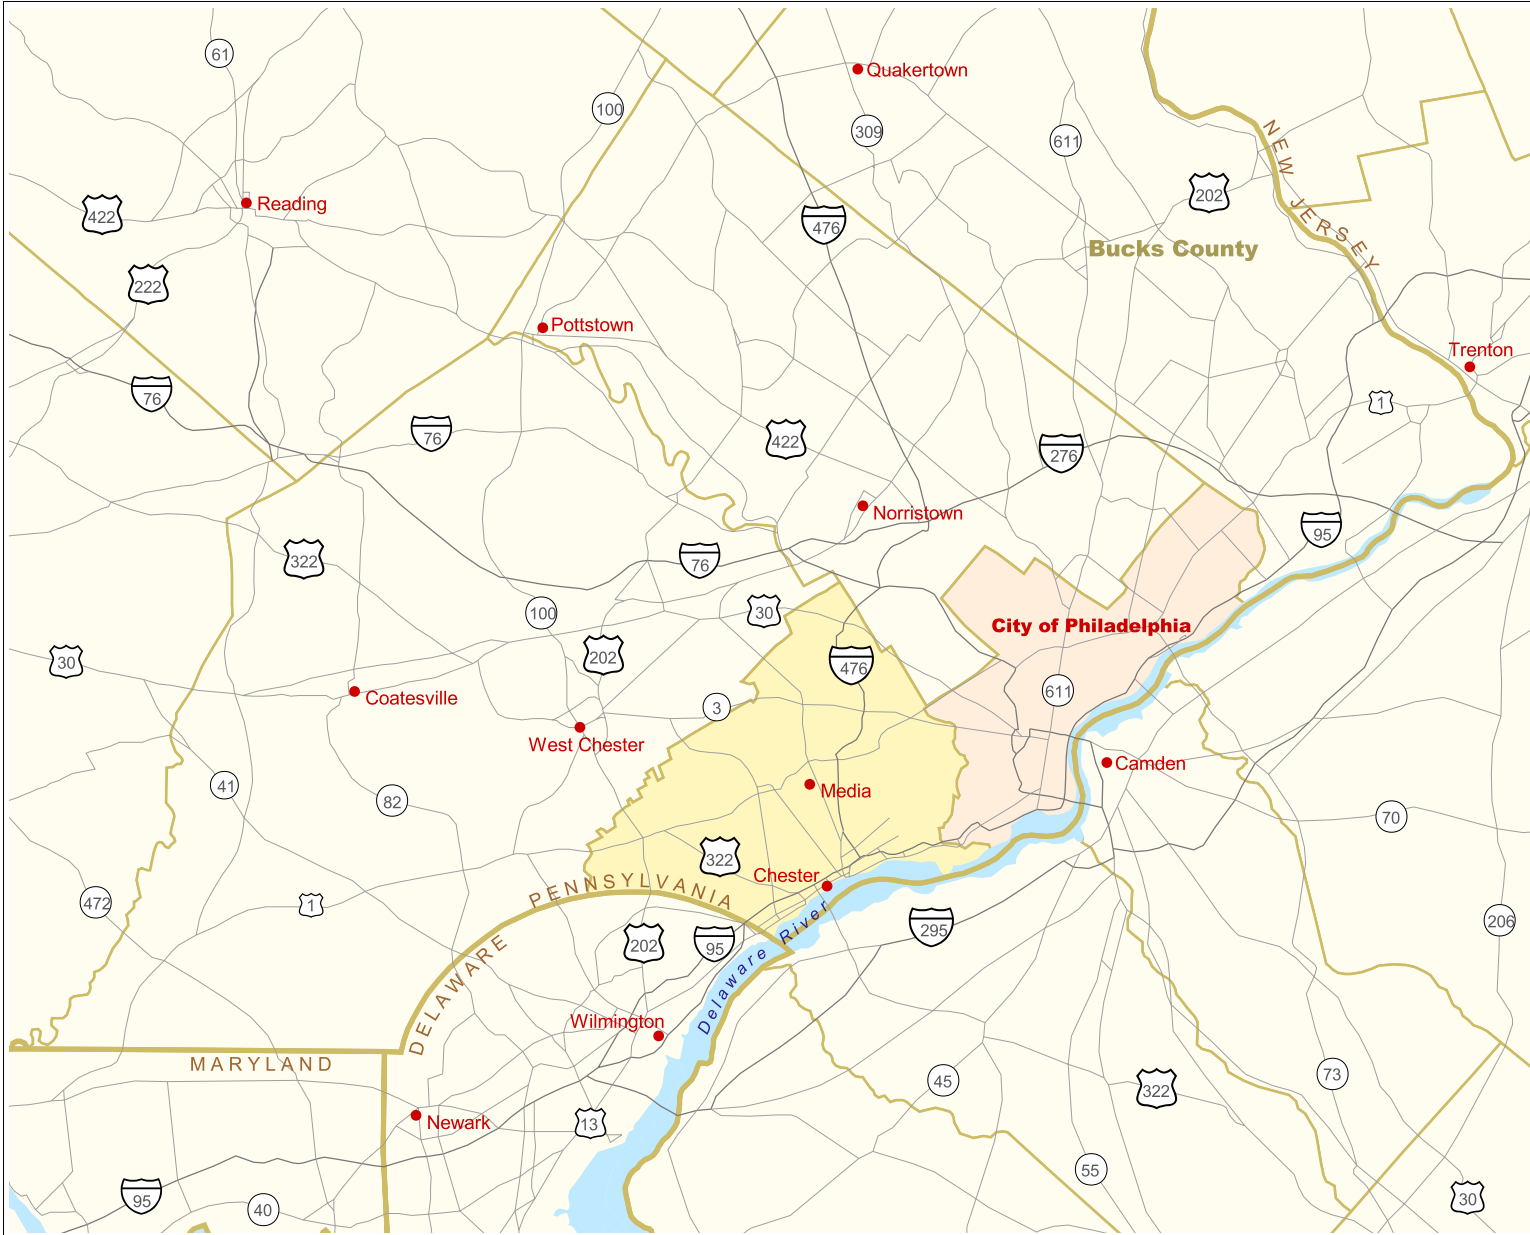 61
Quakertown
100
309
611
NEW JERSEY
202
Reading
422
476
Bucks County
222
Pottstown
Trenton
76
1
76
422
276
Norristown
95
322
76
100
30
City of Philadelphia
30
202
476
611
Coatesville
3
West Chester
Camden
41
Media
82
70
322
Chester
PENNSYLVANIA
472
1
206
295
202
95
Delaware River
DELAWARE
Wilmington
MARYLAND
45
73
322
Newark
13
55
95
40
30